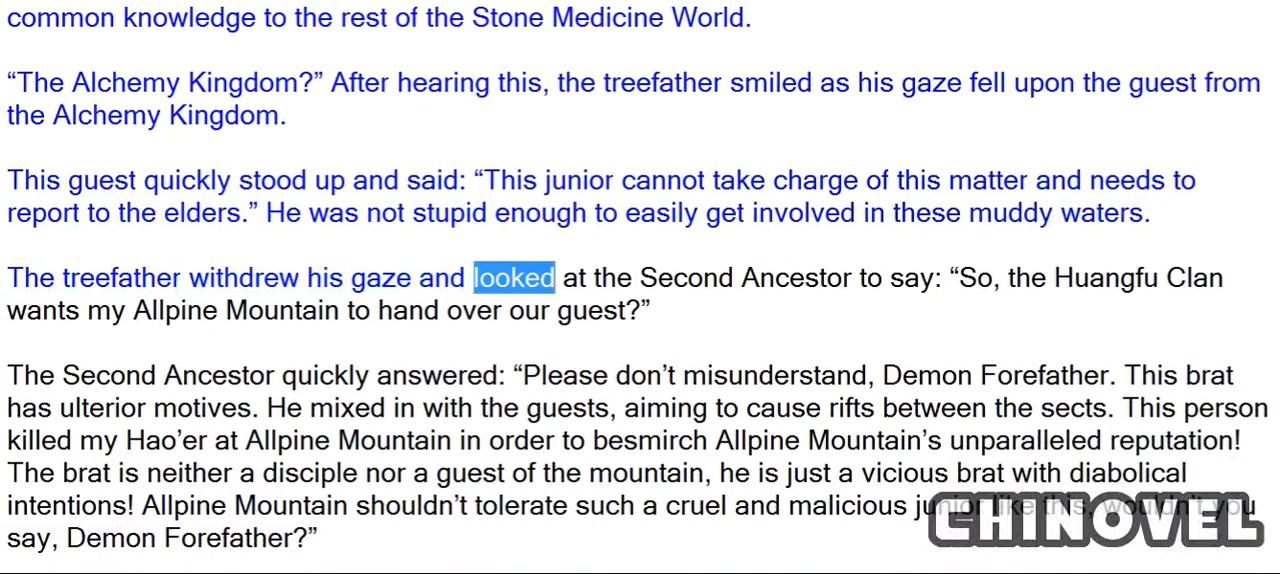 common knowledge to the rest of the Stone Medicine World.
“The Alchemy Kingdom?” After hearing this, the treefather smiled as his gaze fell upon the guest from
the Alchemy Kingdom.
This guest quickly stood up and said: “This junior cannot take charge of this matter and needs to
report to the elders.” He was not stupid enough to easily get involved in these muddy waters.
The treefather withdrew his gaze and looked at the Second Ancestor to say: “So, the Huangfu Clan
wants my Allpine Mountain to hand over our guest?”
The Second Ancestor quickly answered: “Please don’t misunderstand, Demon Forefather. This brat
has ulterior motives. He mixed in with the guests, aiming to cause rifts between the sects. This person
killed my Hao’er at Allpine Mountain in order to besmirch Allpine Mountain’s unparalleled reputation!
The brat is neither a disciple nor a guest of the mountain, he is just a vicious brat with diabolical
intentions! Allpine Mountain shouldn’t tolerate such a cruel and malicious junior like this, wouldn’t you
say, Demon Forefather?”
CHINOVEL